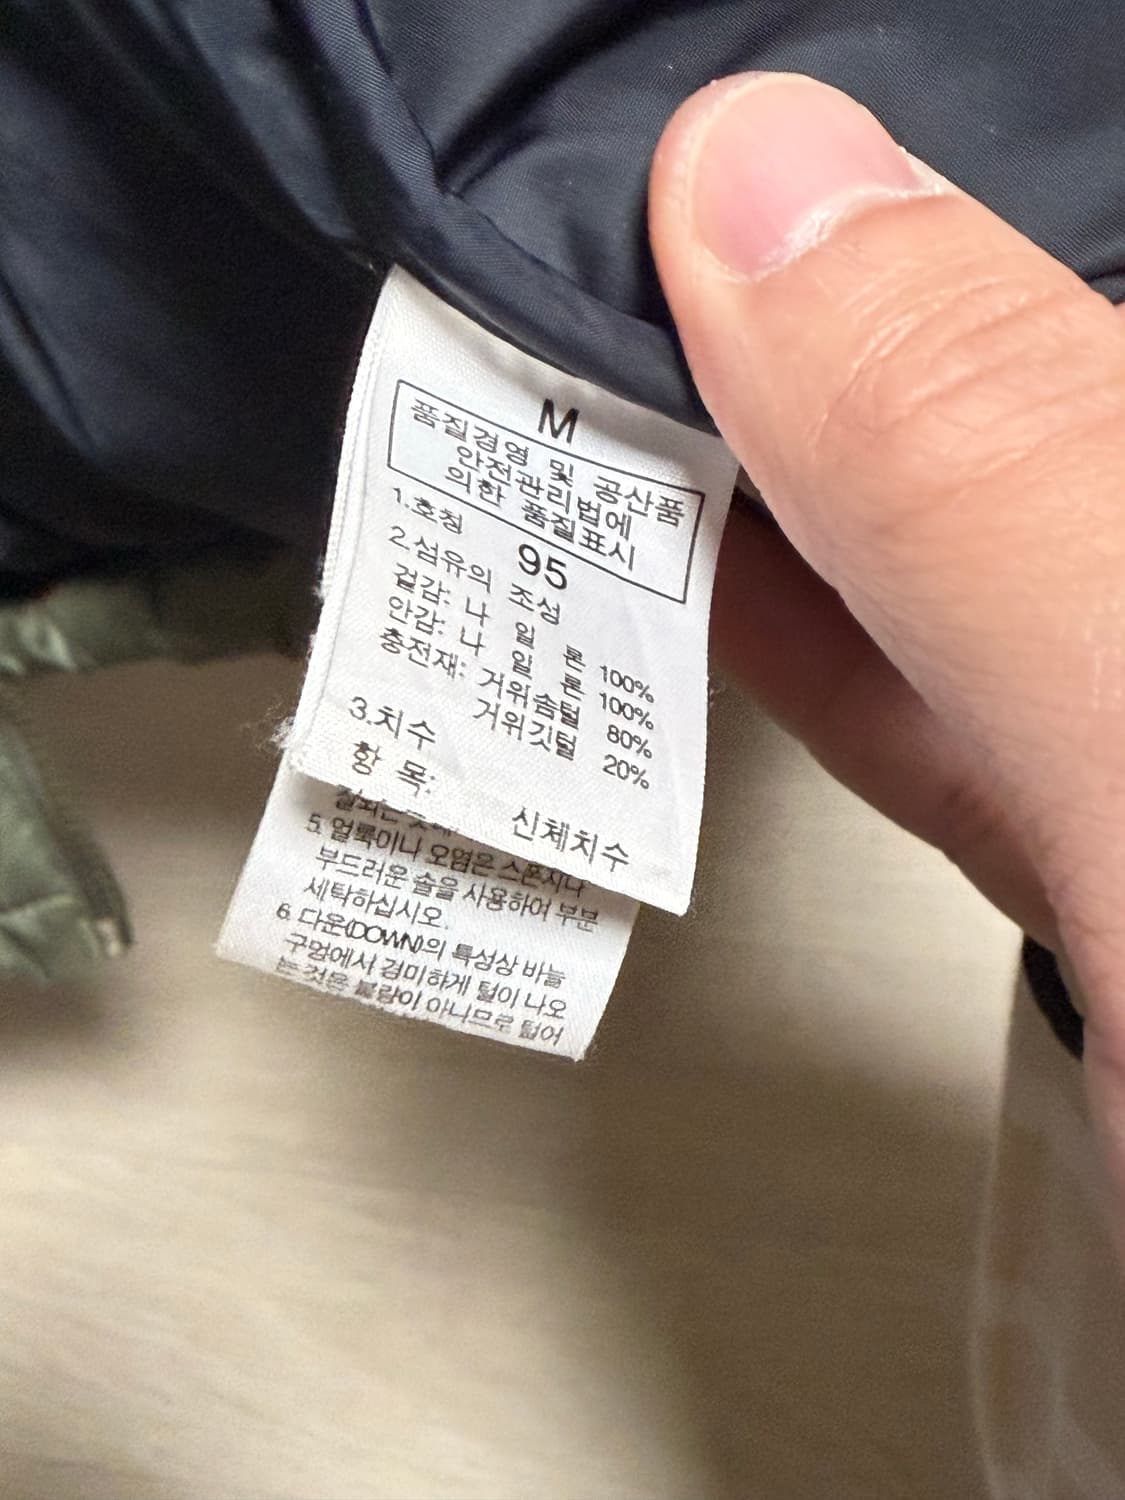 M
품질경영 및 공산품
안전관리법에
의한 품질표시
1.호칭 95
2.섬유의 조성
겉감: 나 일 론 100%
안감: 나 일 론 100%
충전재: 거위솜털 80%
거위깃털 20%
3.치수
항 목: 신체치수
5. 얼룩이나 오염은 스폰지나
부드러운 솔을 사용하여 부분
세탁하십시오.
6. 다운(DOWN)의 특성상 바늘
구멍에서 경미하게 털이 나오
는 것은 불량이 아니므로 털어